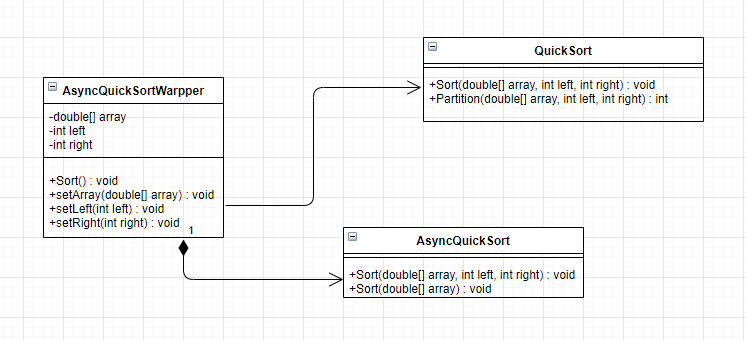 AsyncQuickSortWarpper
-double[] array
-int left
-int right
+Sort() : void
+setArray(double[] array) : void
+setLeft(int left) : void
+setRight(int right) : void
1
QuickSort
+Sort(double[] array, int left, int right) : void
+Partition(double[] array, int left, int right) : int
AsyncQuickSort
+Sort(double[] array, int left, int right) : void
+Sort(double[] array) : void